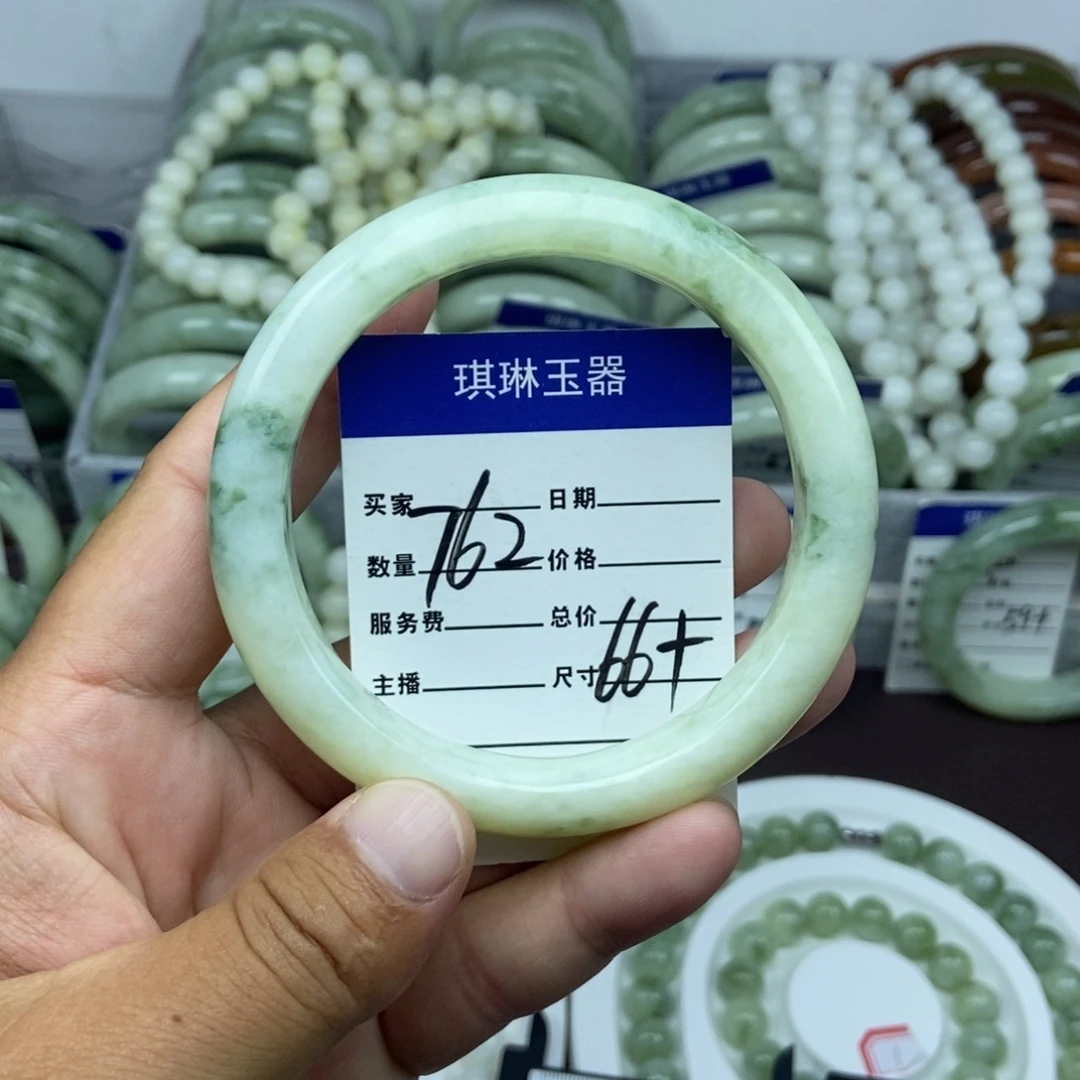 琪琳玉器
买家 日期
762
数量 价格
服务费 总价
主播 尺寸 66+
59+